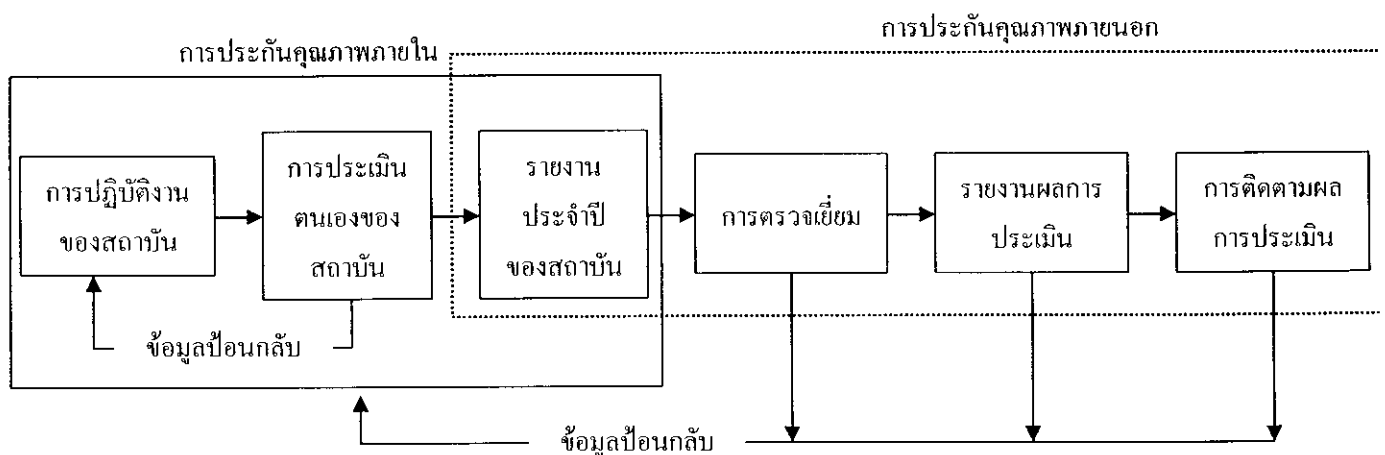 การประกันคุณภาพภายนอก
การประกันคุณภาพภายใน
การปฏิบัติงาน
ของสถาบัน
การประเมิน
ตนเองของ
สถาบัน
รายงาน
ประจำปี
ของสถาบัน
การตรวจเยี่ยม
รายงานผลการ
ประเมิน
การติดตามผล
การประเมิน
ข้อมูลป้อนกลับ
ข้อมูลป้อนกลับ